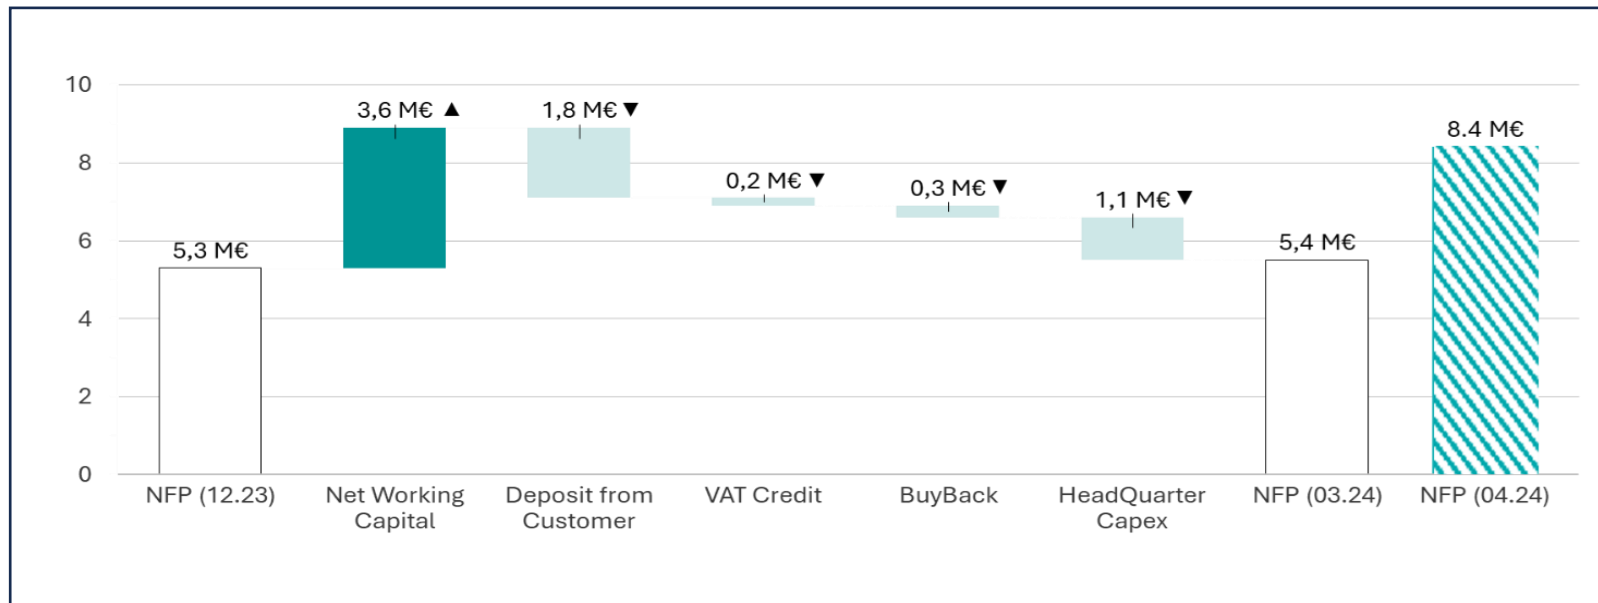 10
8
6
4
2
0
5,3 M€
3,6 M€ ▲
1,8 M€ ▼
0,2 M€ ▼
0,3 M€ ▼
1,1 M€ ▼
5,4 M€
8.4 M€
NFP (12.23)
Net Working
Capital
Deposit from
Customer
VAT Credit
BuyBack
HeadQuarter
Capex
NFP (03.24)
NFP (04.24)